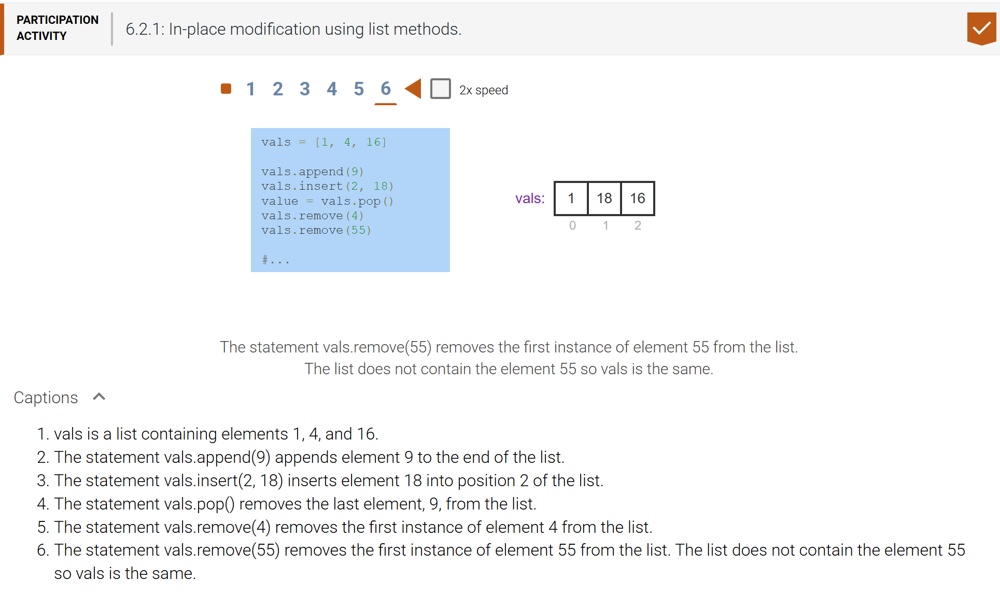 PARTICIPATION
ACTIVITY
6.2.1: In-place modification using list methods.
1 2 3 4 5 6 2x speed
vals = [1, 4, 16]
vals.append(9)
vals.insert(2, 18)
value = vals.pop()
vals.remove(4)
vals.remove(55)
#...
vals: 1 18 16
0 1 2
The statement vals.remove(55) removes the first instance of element 55 from the list.
The list does not contain the element 55 so vals is the same.
Captions
1. vals is a list containing elements 1, 4, and 16.
2. The statement vals.append(9) appends element 9 to the end of the list.
3. The statement vals.insert(2, 18) inserts element 18 into position 2 of the list.
4. The statement vals.pop() removes the last element, 9, from the list.
5. The statement vals.remove(4) removes the first instance of element 4 from the list.
6. The statement vals.remove(55) removes the first instance of element 55 from the list. The list does not contain the element 55
so vals is the same.